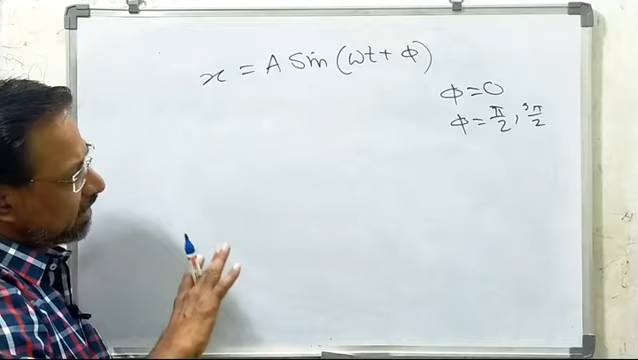 x = A Sin (ωt + ϕ)
ϕ = 0
ϕ = π/2, 3π/2